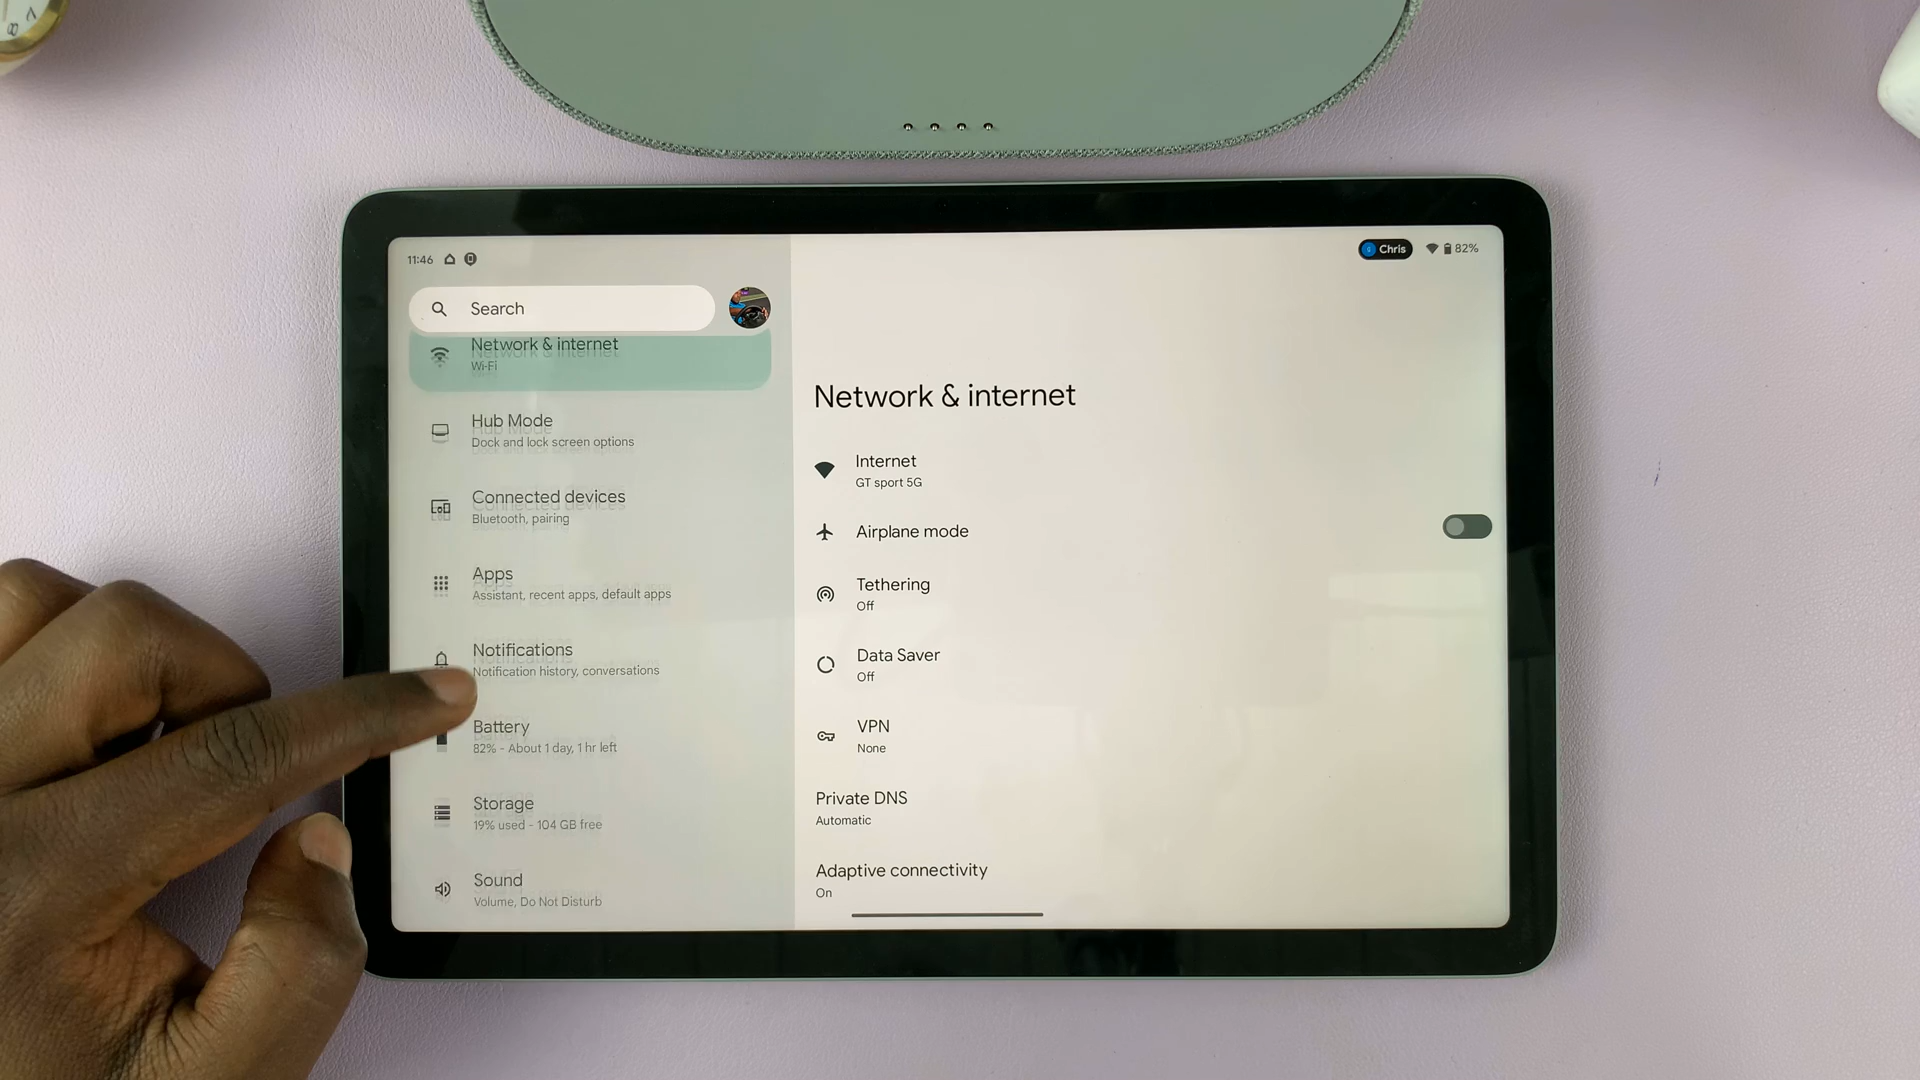 11:46
Chris
82%
Search
Network & internet
Wi-Fi
Hub Mode
Dock and lock screen options
Connected devices
Bluetooth, pairing
Apps
Assistant, recent apps, default apps
Notifications
Notification history, conversations
Battery
82% - About 1 day, 1 hr left
Storage
19% used - 104 GB free
Sound
Volume, Do Not Disturb
Network & internet
Internet
GT sport 5G
Airplane mode
Tethering
Off
Data Saver
Off
VPN
None
Private DNS
Automatic
Adaptive connectivity
On